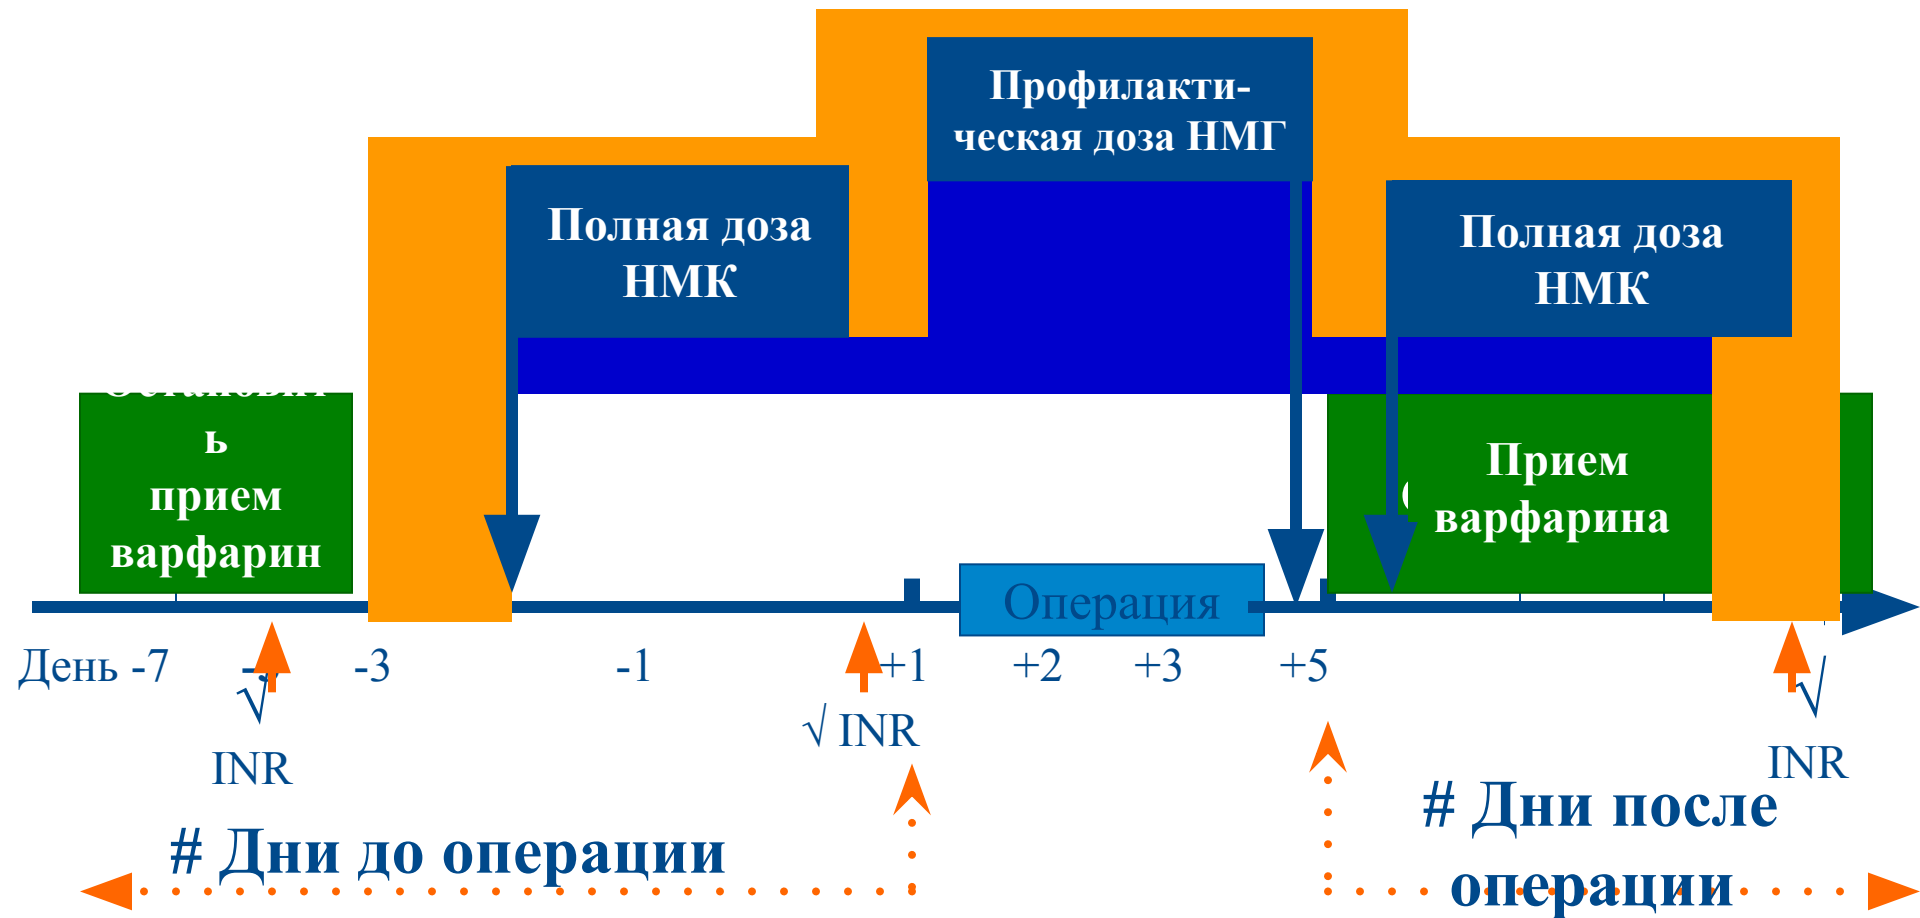 Профилакти-
ческая доза НМГ
Полная доза
НМК
Полная доза
НМК
ь
прием
варфарин
Прием
варфарина
Операция
День -7 -3 -1 +1 +2 +3 +5
√
INR
√ INR
√
INR
# Дни до операции
# Дни после
операции